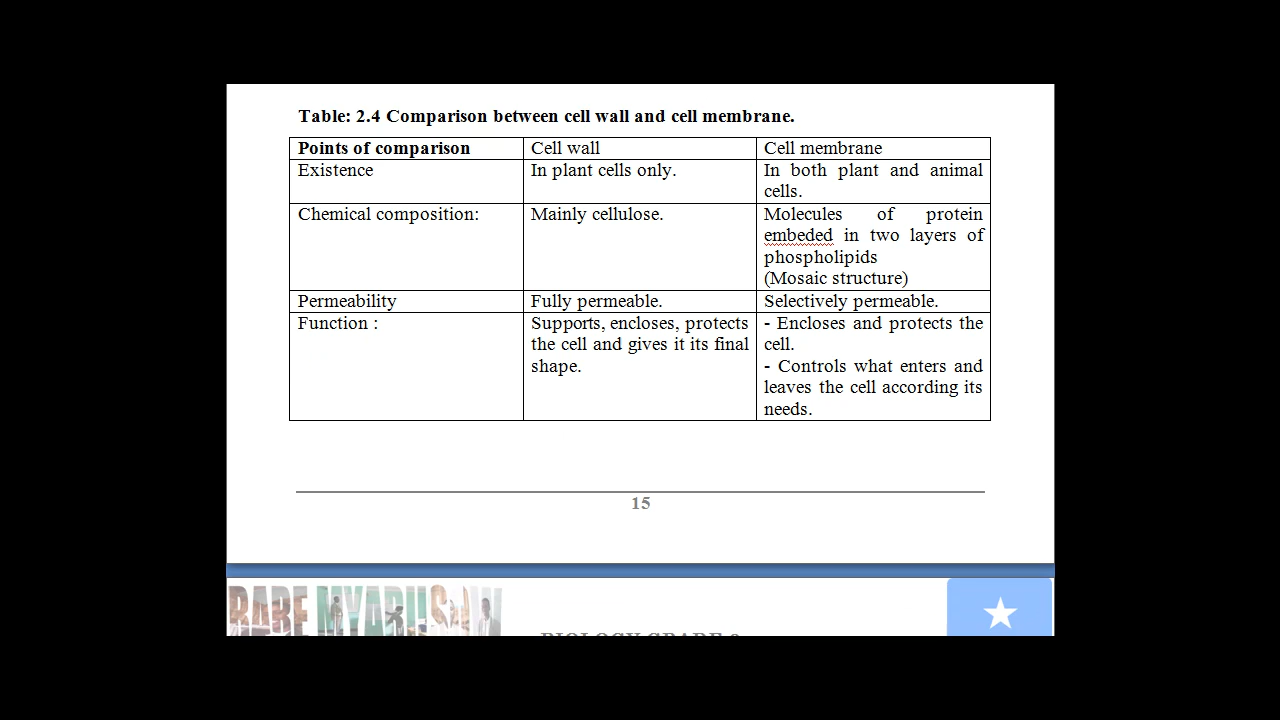 Table: 2.4 Comparison between cell wall and cell membrane.
Points of comparison
Cell wall
Cell membrane
Existence
In plant cells only.
In both plant and animal
cells.
Chemical composition:
Mainly cellulose.
Molecules of protein
embeded in two layers of
phospholipids
(Mosaic structure)
Permeability
Fully permeable.
Selectively permeable.
Function :
Supports, encloses, protects
the cell and gives it its final
shape.
- Encloses and protects the
cell.
- Controls what enters and
leaves the cell according its
needs.
15
BARE MYABU
BIOLOGY GRADE